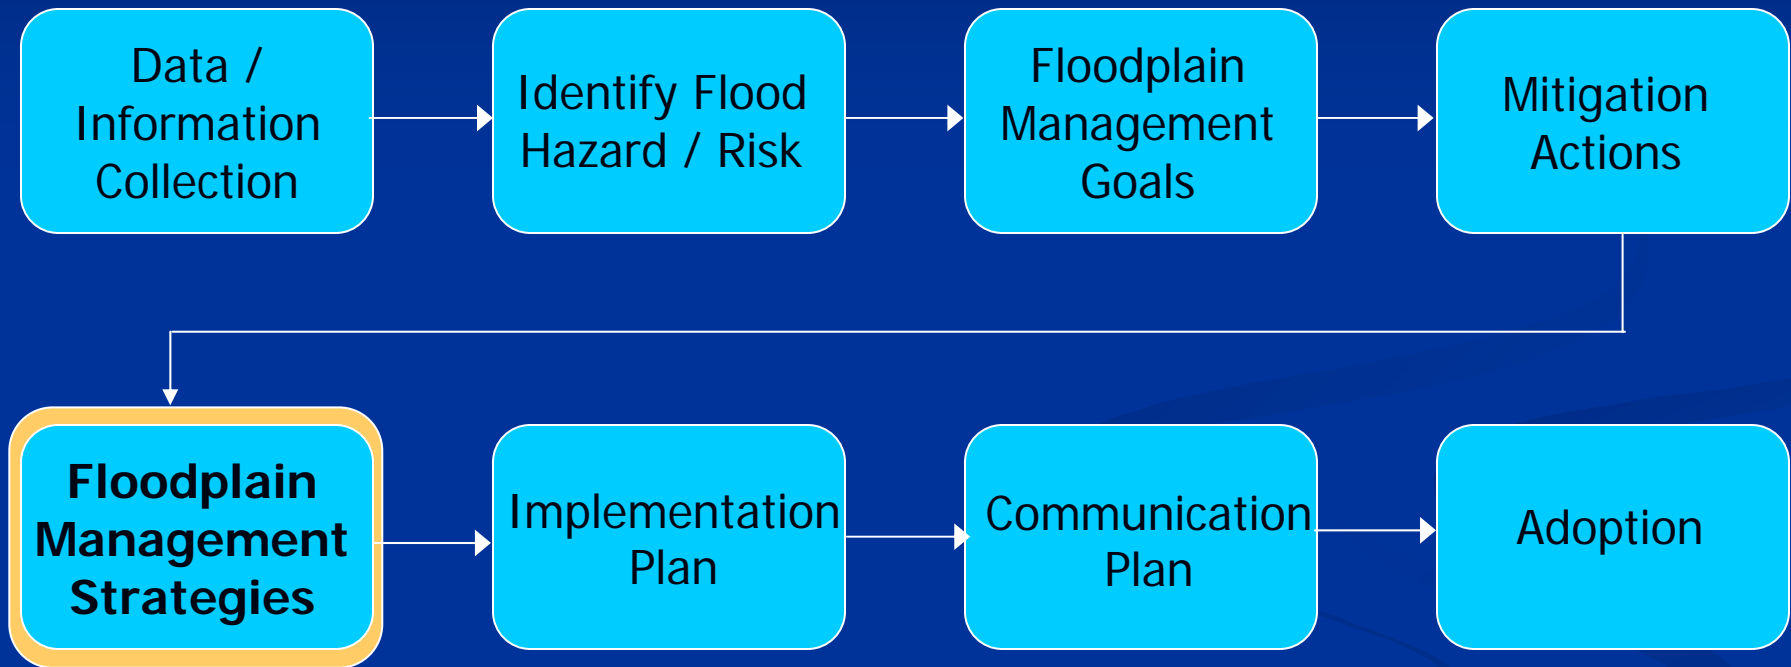 Data /
Information
Collection
Identify Flood
Hazard / Risk
Floodplain
Management
Goals
Mitigation
Actions
Floodplain
Management
Strategies
Implementation
Plan
Communication
Plan
Adoption